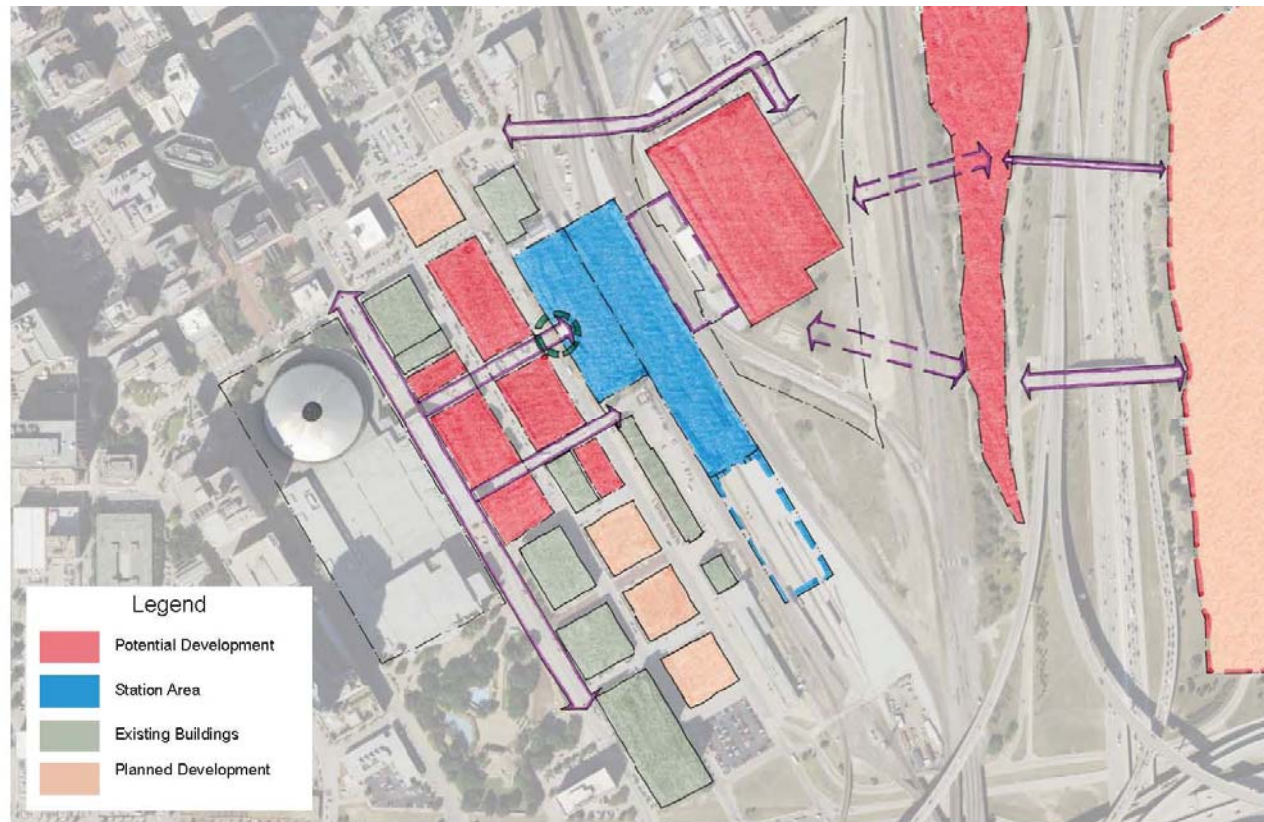 Legend
Potential Development
Station Area
Existing Buildings
Planned Development